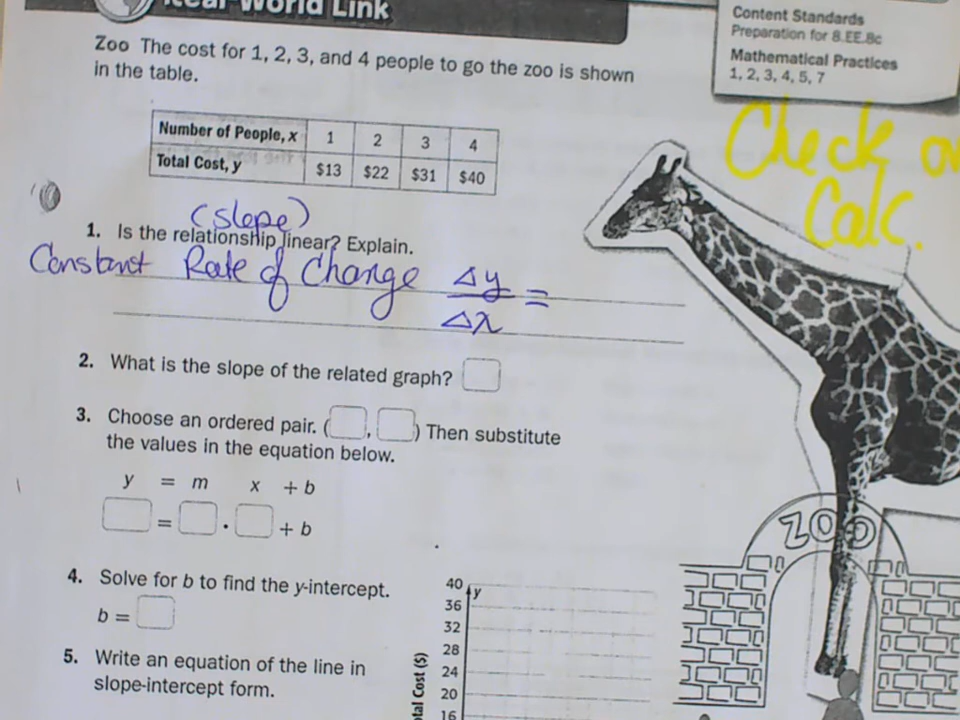 Real-World Link
Content Standards
Preparation for 8.EE.8c
Mathematical Practices
1, 2, 3, 4, 5, 7
Zoo The cost for 1, 2, 3, and 4 people to go the zoo is shown
in the table.
Number of People, x 1 2 3 4
Total Cost, y $13 $22 $31 $40
Check on
Calc.
(slope)
1. Is the relationship linear? Explain.
Constant Rate of Change Δy/Δx =
2. What is the slope of the related graph?
3. Choose an ordered pair. ( , ) Then substitute
the values in the equation below.
y = m x + b
= · + b
ZOO
4. Solve for b to find the y-intercept.
b =
5. Write an equation of the line in
slope-intercept form.
40 y
36
32
28
24
20
16
Total Cost ($)